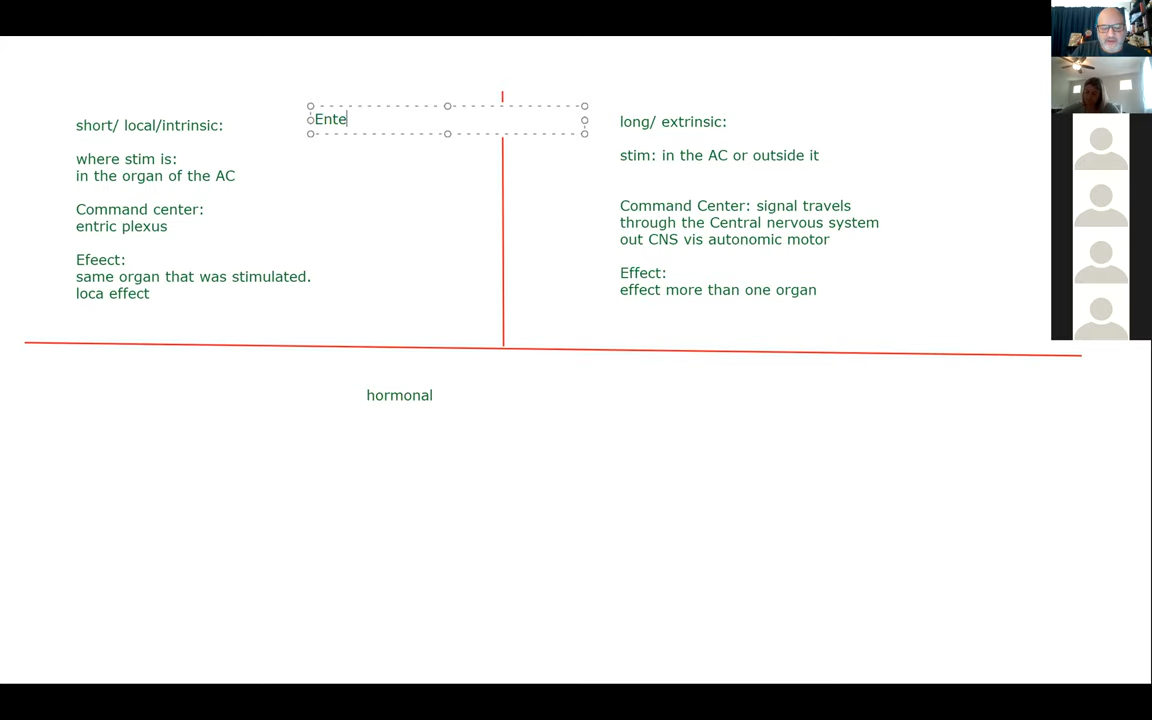 short/ local/intrinsic:
where stim is:
in the organ of the AC
Command center:
entric plexus
Efeect:
same organ that was stimulated.
loca effect
Ente
long/ extrinsic:
stim: in the AC or outside it
Command Center: signal travels
through the Central nervous system
out CNS vis autonomic motor
Effect:
effect more than one organ
hormonal